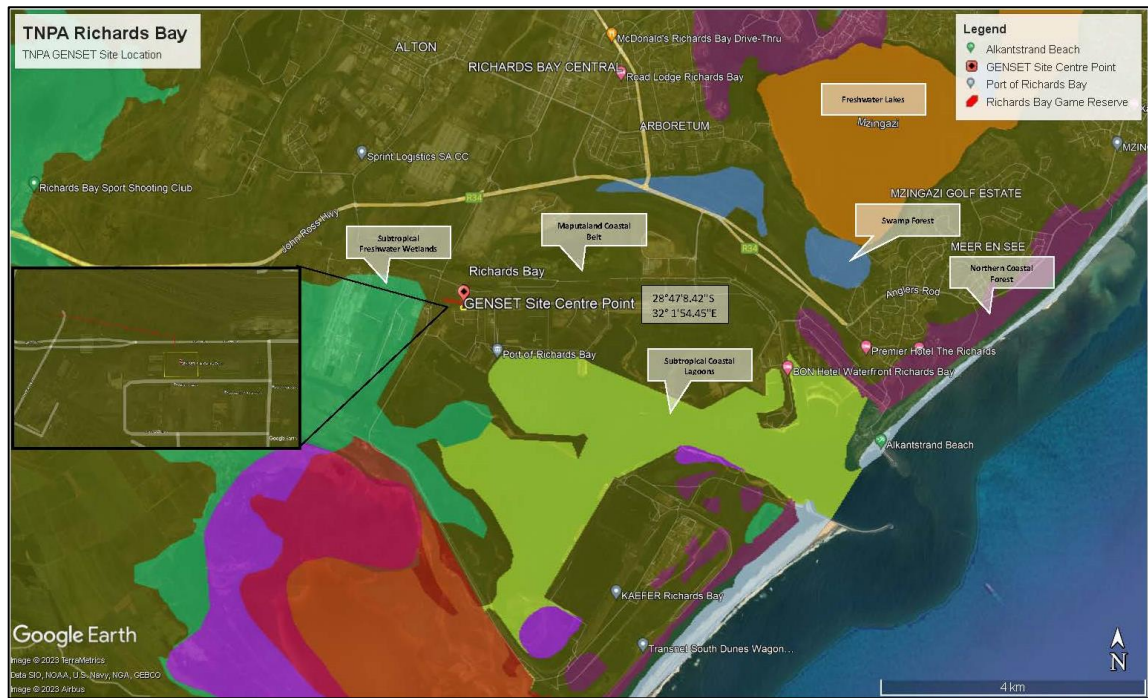 TNPA Richards Bay
TNPA GENSET Site Location
Legend
Alkantstrand Beach
GENSET Site Centre Point
Port of Richards Bay
Richards Bay Game Reserve
McDonald's Richards Bay Drive-Thru
ALTON
RICHARDS BAY CENTRAL
Road Lodge Richards Bay
Freshwater Lakes
Mzingazi
ARBORETUM
Sprint Logistics SA CC
Richards Bay Sport Shooting Club
MZINGAZI GOLF ESTATE
R34
John Ross Hwy
Subtropical
Freshwater Wetlands
Maputaland Coastal
Belt
Swamp Forest
R34
MEER EN SEE
Northern Coastal
Forest
Richards Bay
GENSET Site Centre Point
28°47'8.42"S
32° 1'54.45"E
Anglers Rod
Port of Richards Bay
Subtropical Coastal
Lagoons
Premier Hotel The Richards
BON Hotel Waterfront Richards Bay
Alkantstrand Beach
Google Earth
KAEFER Richards Bay
Transnet South Dunes Wagon...
Google Earth
Image © 2023 TerraMetrics
Data SIO, NOAA, U.S. Navy, NGA, GEBCO
Image © 2023 Airbus
N
4 km